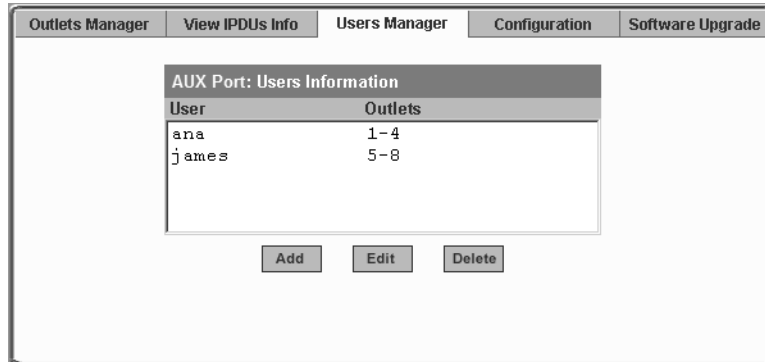 Outlets Manager View IPDUs Info Users Manager Configuration Software Upgrade
AUX Port: Users Information
User Outlets
ana 1-4
james 5-8
Add Edit Delete